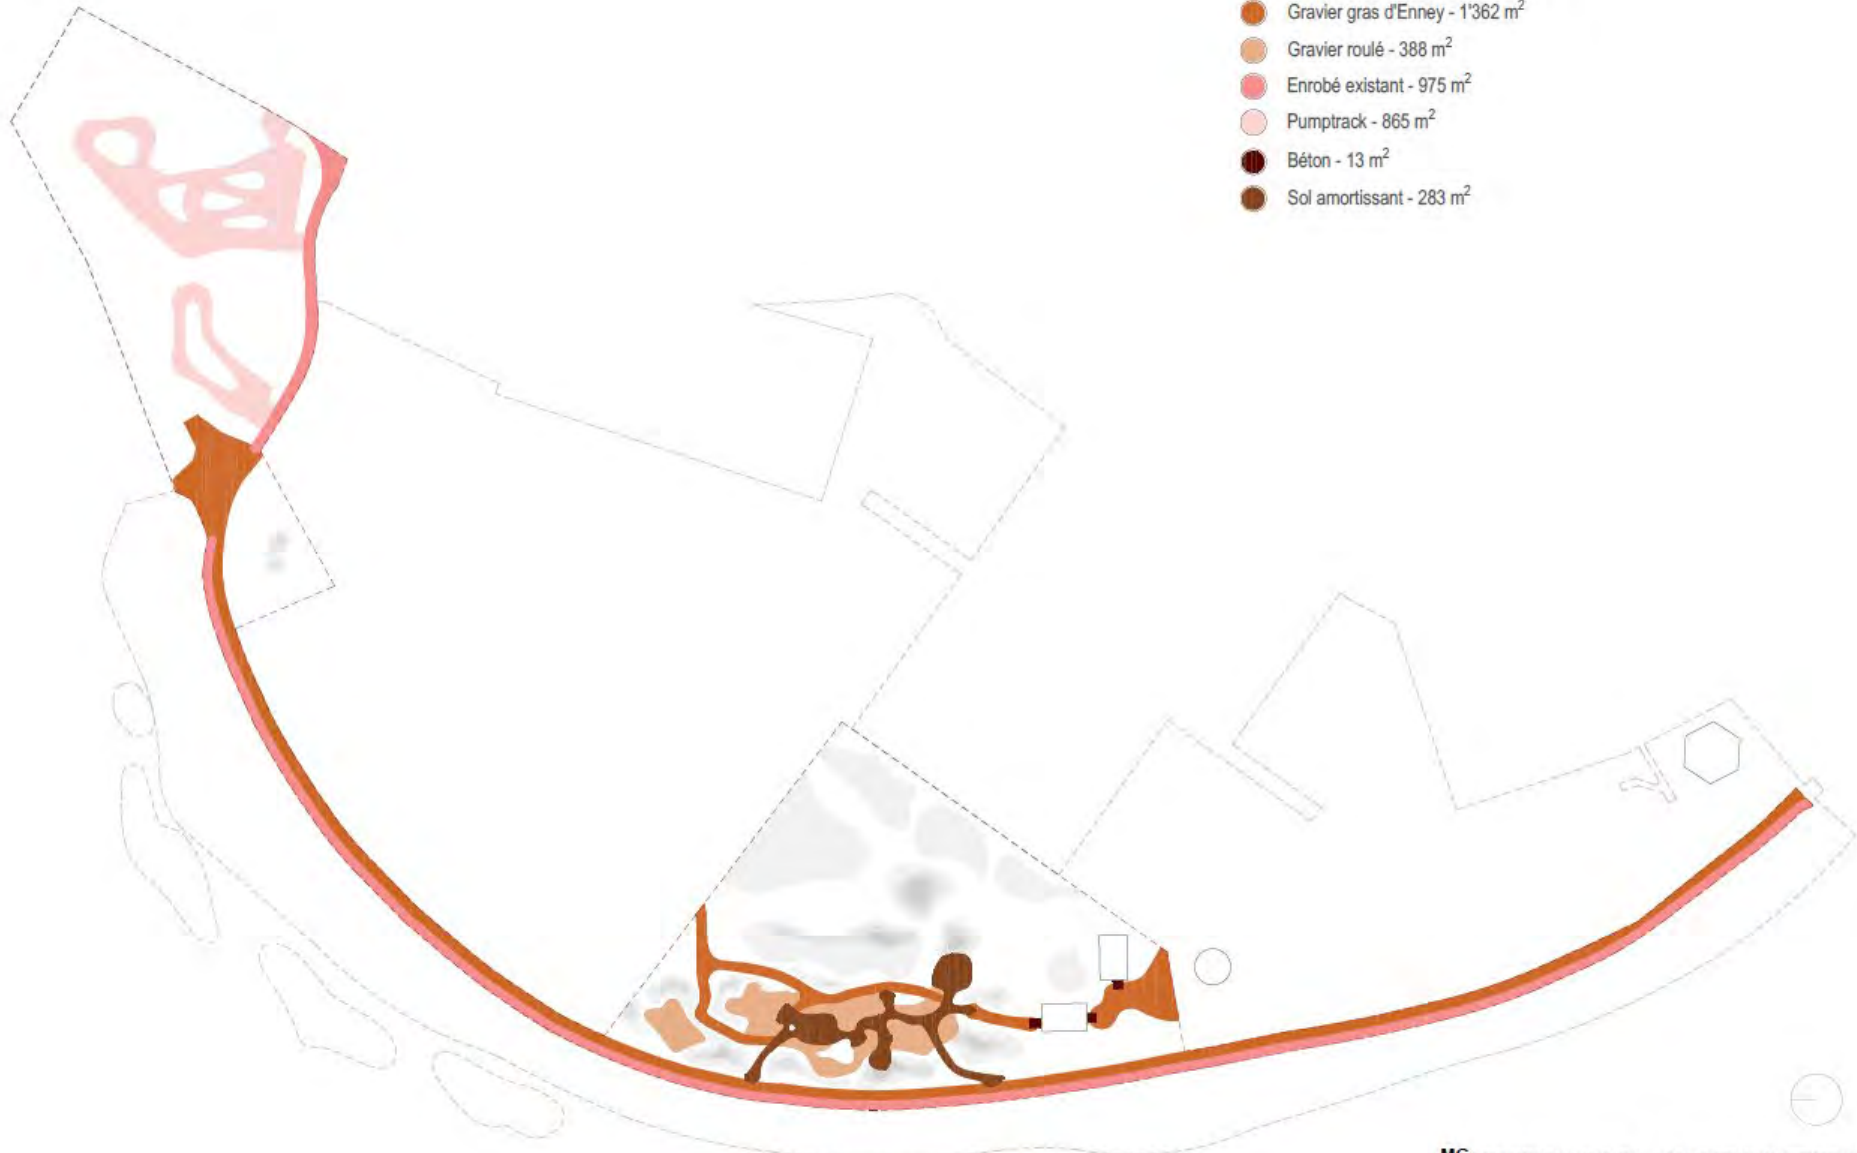 Gravier gras d'Enney - 1'362 m²
Gravier roulé - 388 m²
Enrobé existant - 975 m²
Pumptrack - 865 m²
Béton - 13 m²
Sol amortissant - 283 m²